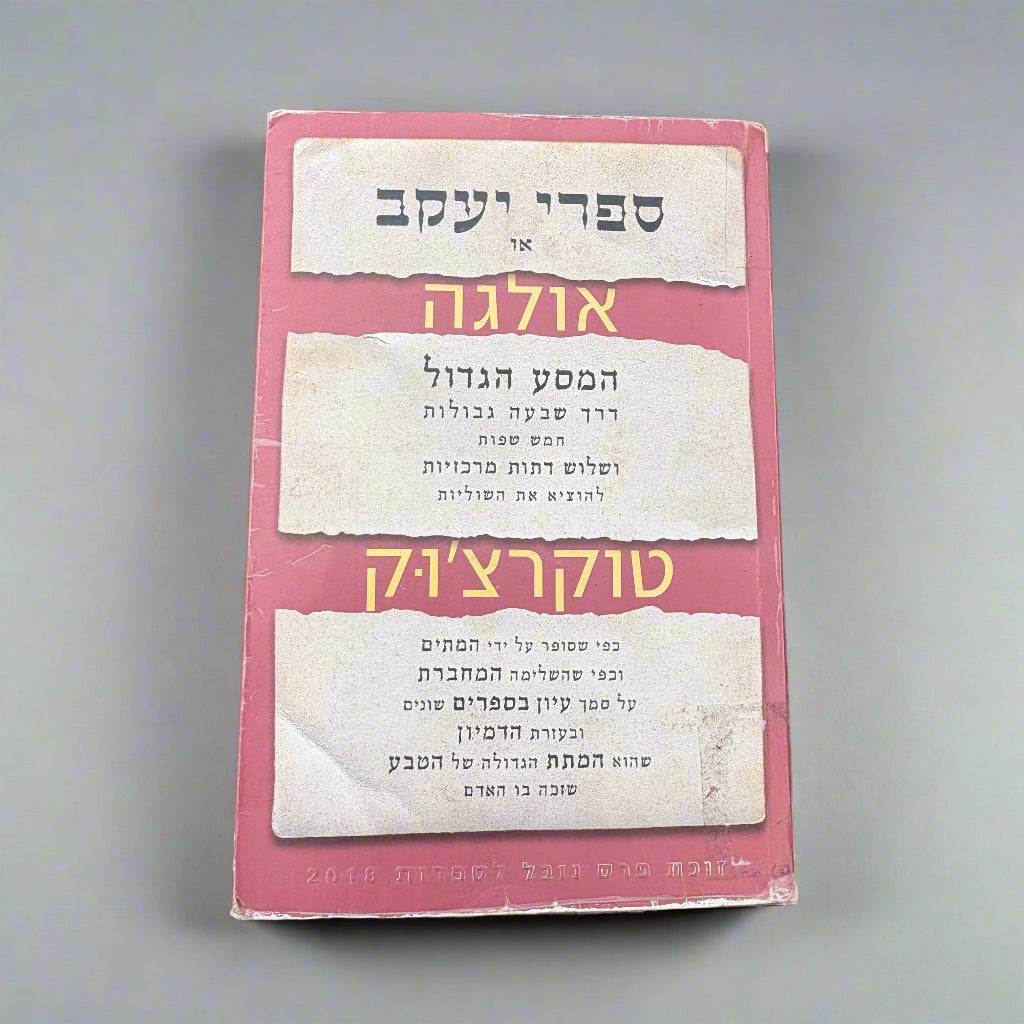 ספרי יעקב
או
אולגה
המסע הגדול
דרך שבעה גבולות
חמש שפות
ושלוש דתות מרכזיות
להוציא את השוליות
טוקרצ'וּק
כפי שסופר על ידי המתים
וכפי שהשלימה המחברת
על סמך עיון בספרים שונים
ובעזרת הדמיון
שהוא המתת הגדולה של הטבע
שזכה בו האדם
זוכת פרס נובל לספרות 2018